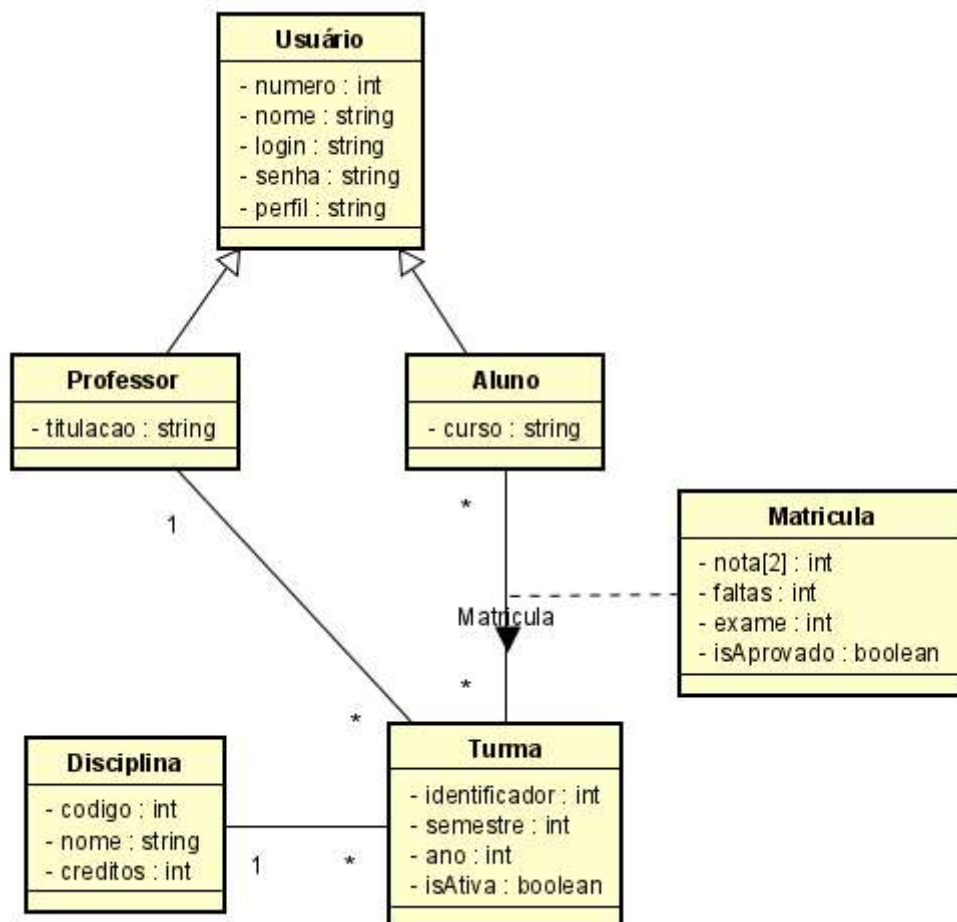 Usuário
- numero : int
- nome : string
- login : string
- senha : string
- perfil : string
Professor
- titulacao : string
Aluno
- curso : string
1
*
Matricula
- nota[2] : int
- faltas : int
- exame : int
- isAprovado : boolean
Matricula
*
*
Disciplina
- codigo : int
- nome : string
- creditos : int
1
*
Turma
- identificador : int
- semestre : int
- ano : int
- isAtiva : boolean